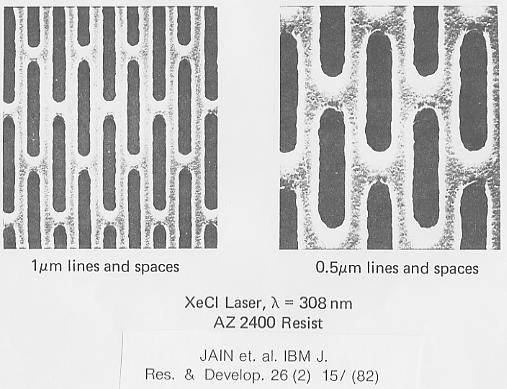 1μm lines and spaces
0.5μm lines and spaces
XeCl Laser, λ = 308 nm
AZ 2400 Resist
JAIN et. al. IBM J.
Res. & Develop. 26 (2) 15/ (82)